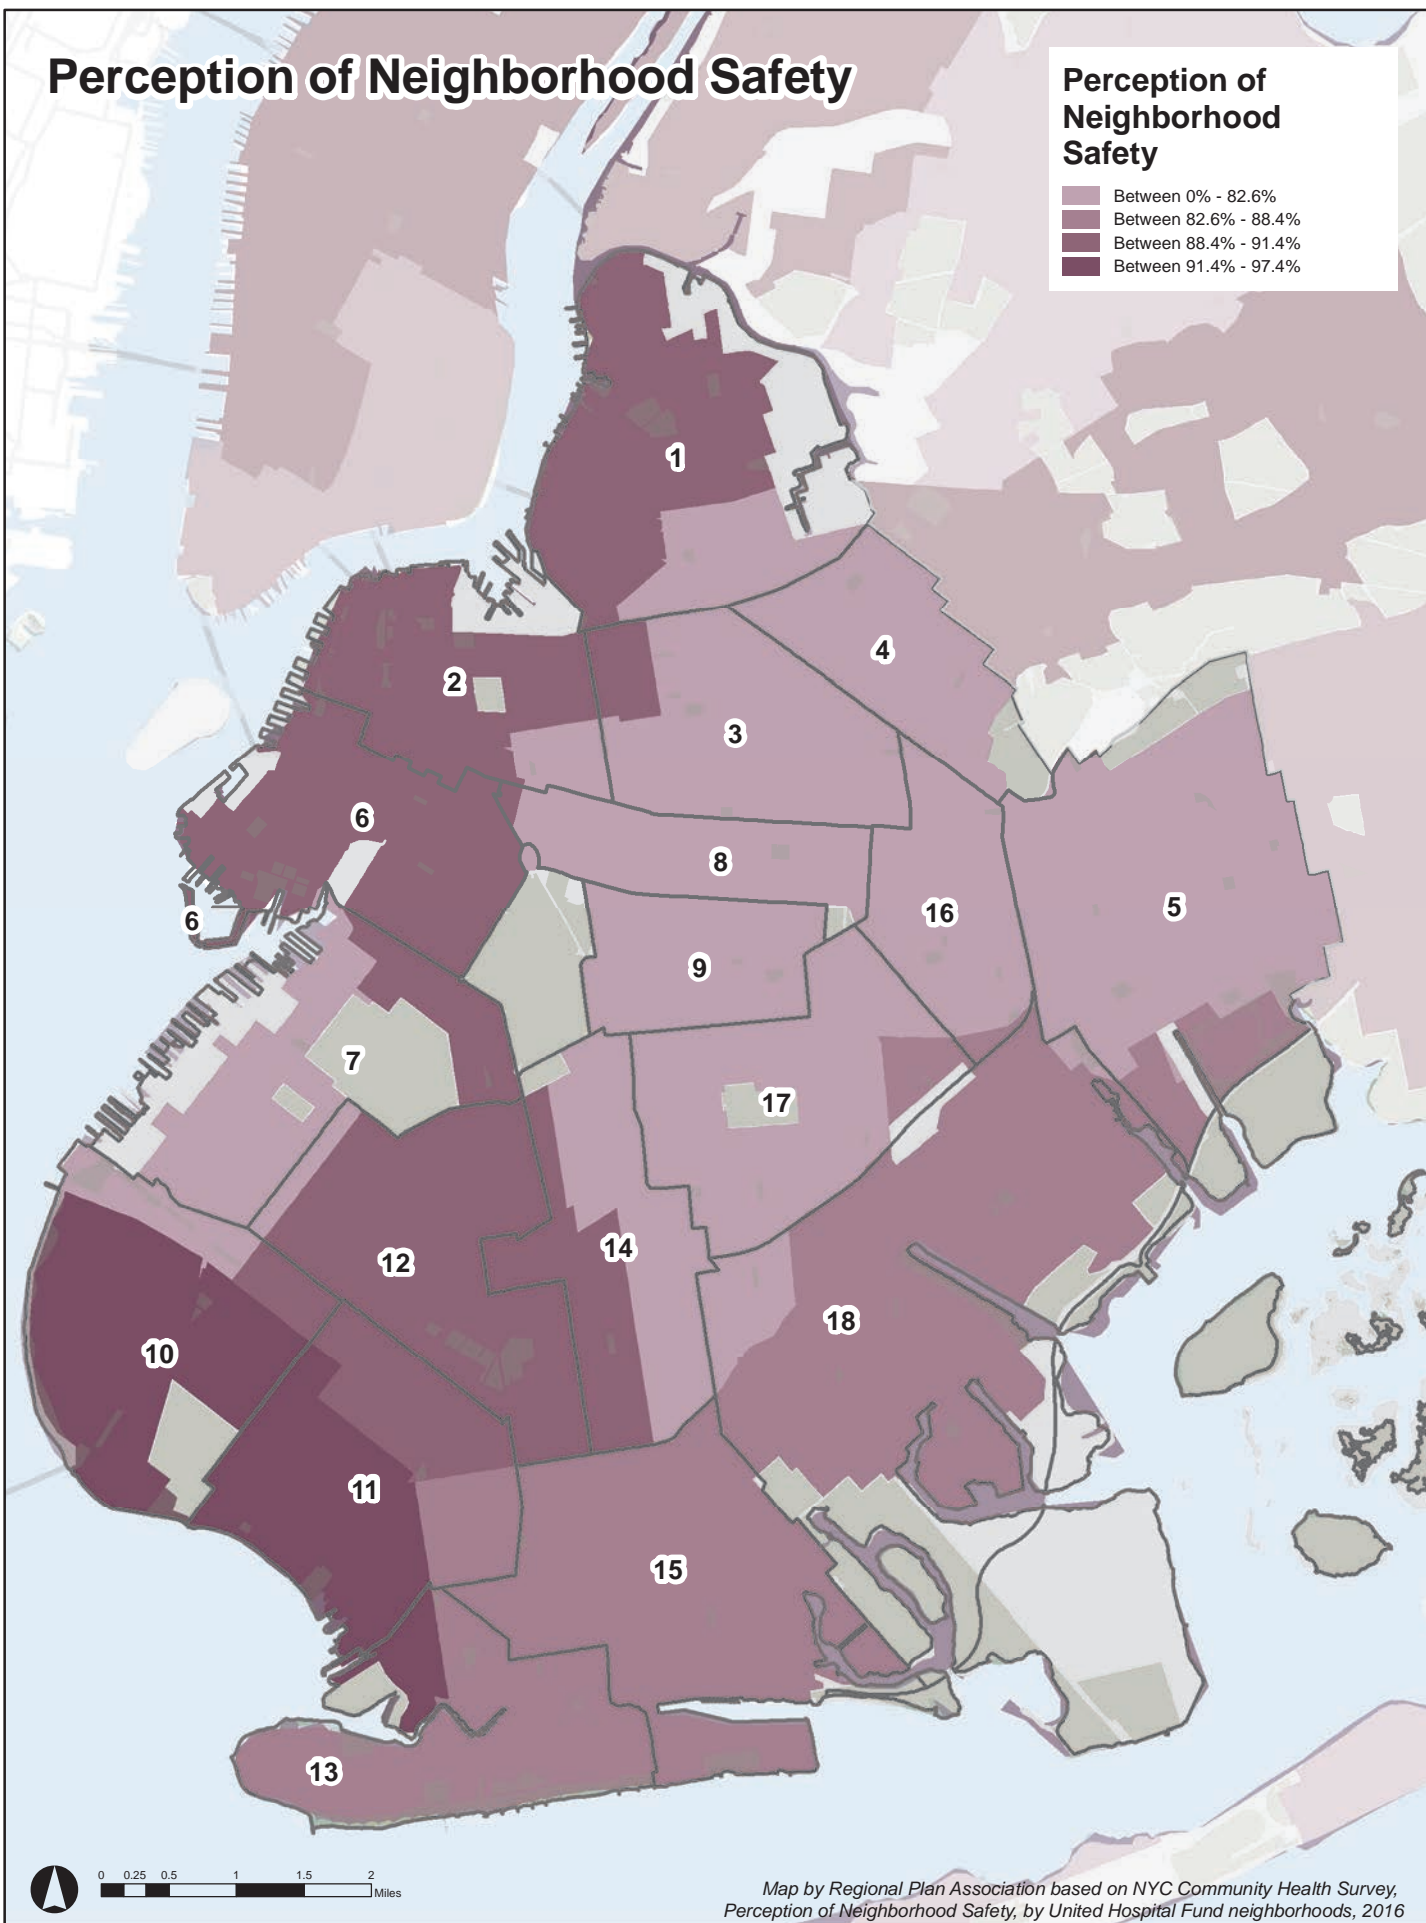 Perception of Neighborhood Safety
Perception of
Neighborhood
Safety
Between 0% - 82.6%
Between 82.6% - 88.4%
Between 88.4% - 91.4%
Between 91.4% - 97.4%
1
4
2
3
6
8
5
16
6
9
7
17
14
12
18
10
11
15
13
0 0.25 0.5 1 1.5 2
Miles
Map by Regional Plan Association based on NYC Community Health Survey,
Perception of Neighborhood Safety, by United Hospital Fund neighborhoods, 2016